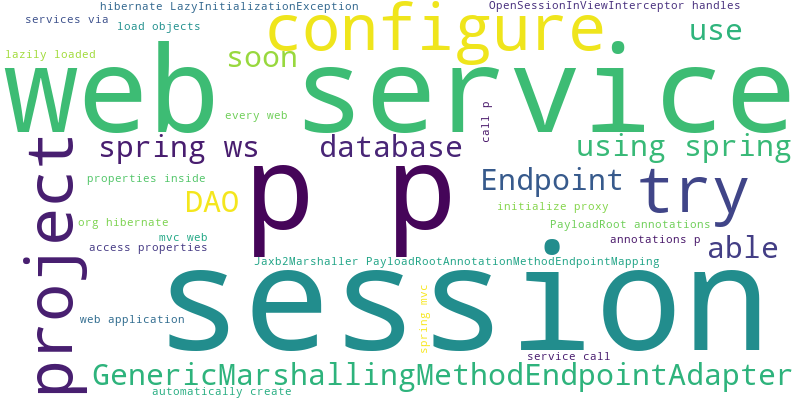 hibernate LazyInitializationException
OpenSessionInViewInterceptor handles
services via
load objects
configure
use
lazily loaded
soon
web service
every web
call p
project
spring ws
database
using spring
properties inside
p p
Endpoint
try
DAO
initialize proxy
org hibernate
PayloadRoot annotations
mvc web
annotations p
access properties
able
Jaxb2Marshaller PayloadRootAnnotationMethodEndpointMapping
session
spring mvc
web application
service call
GenericMarshallingMethodEndpointAdapter
automatically create